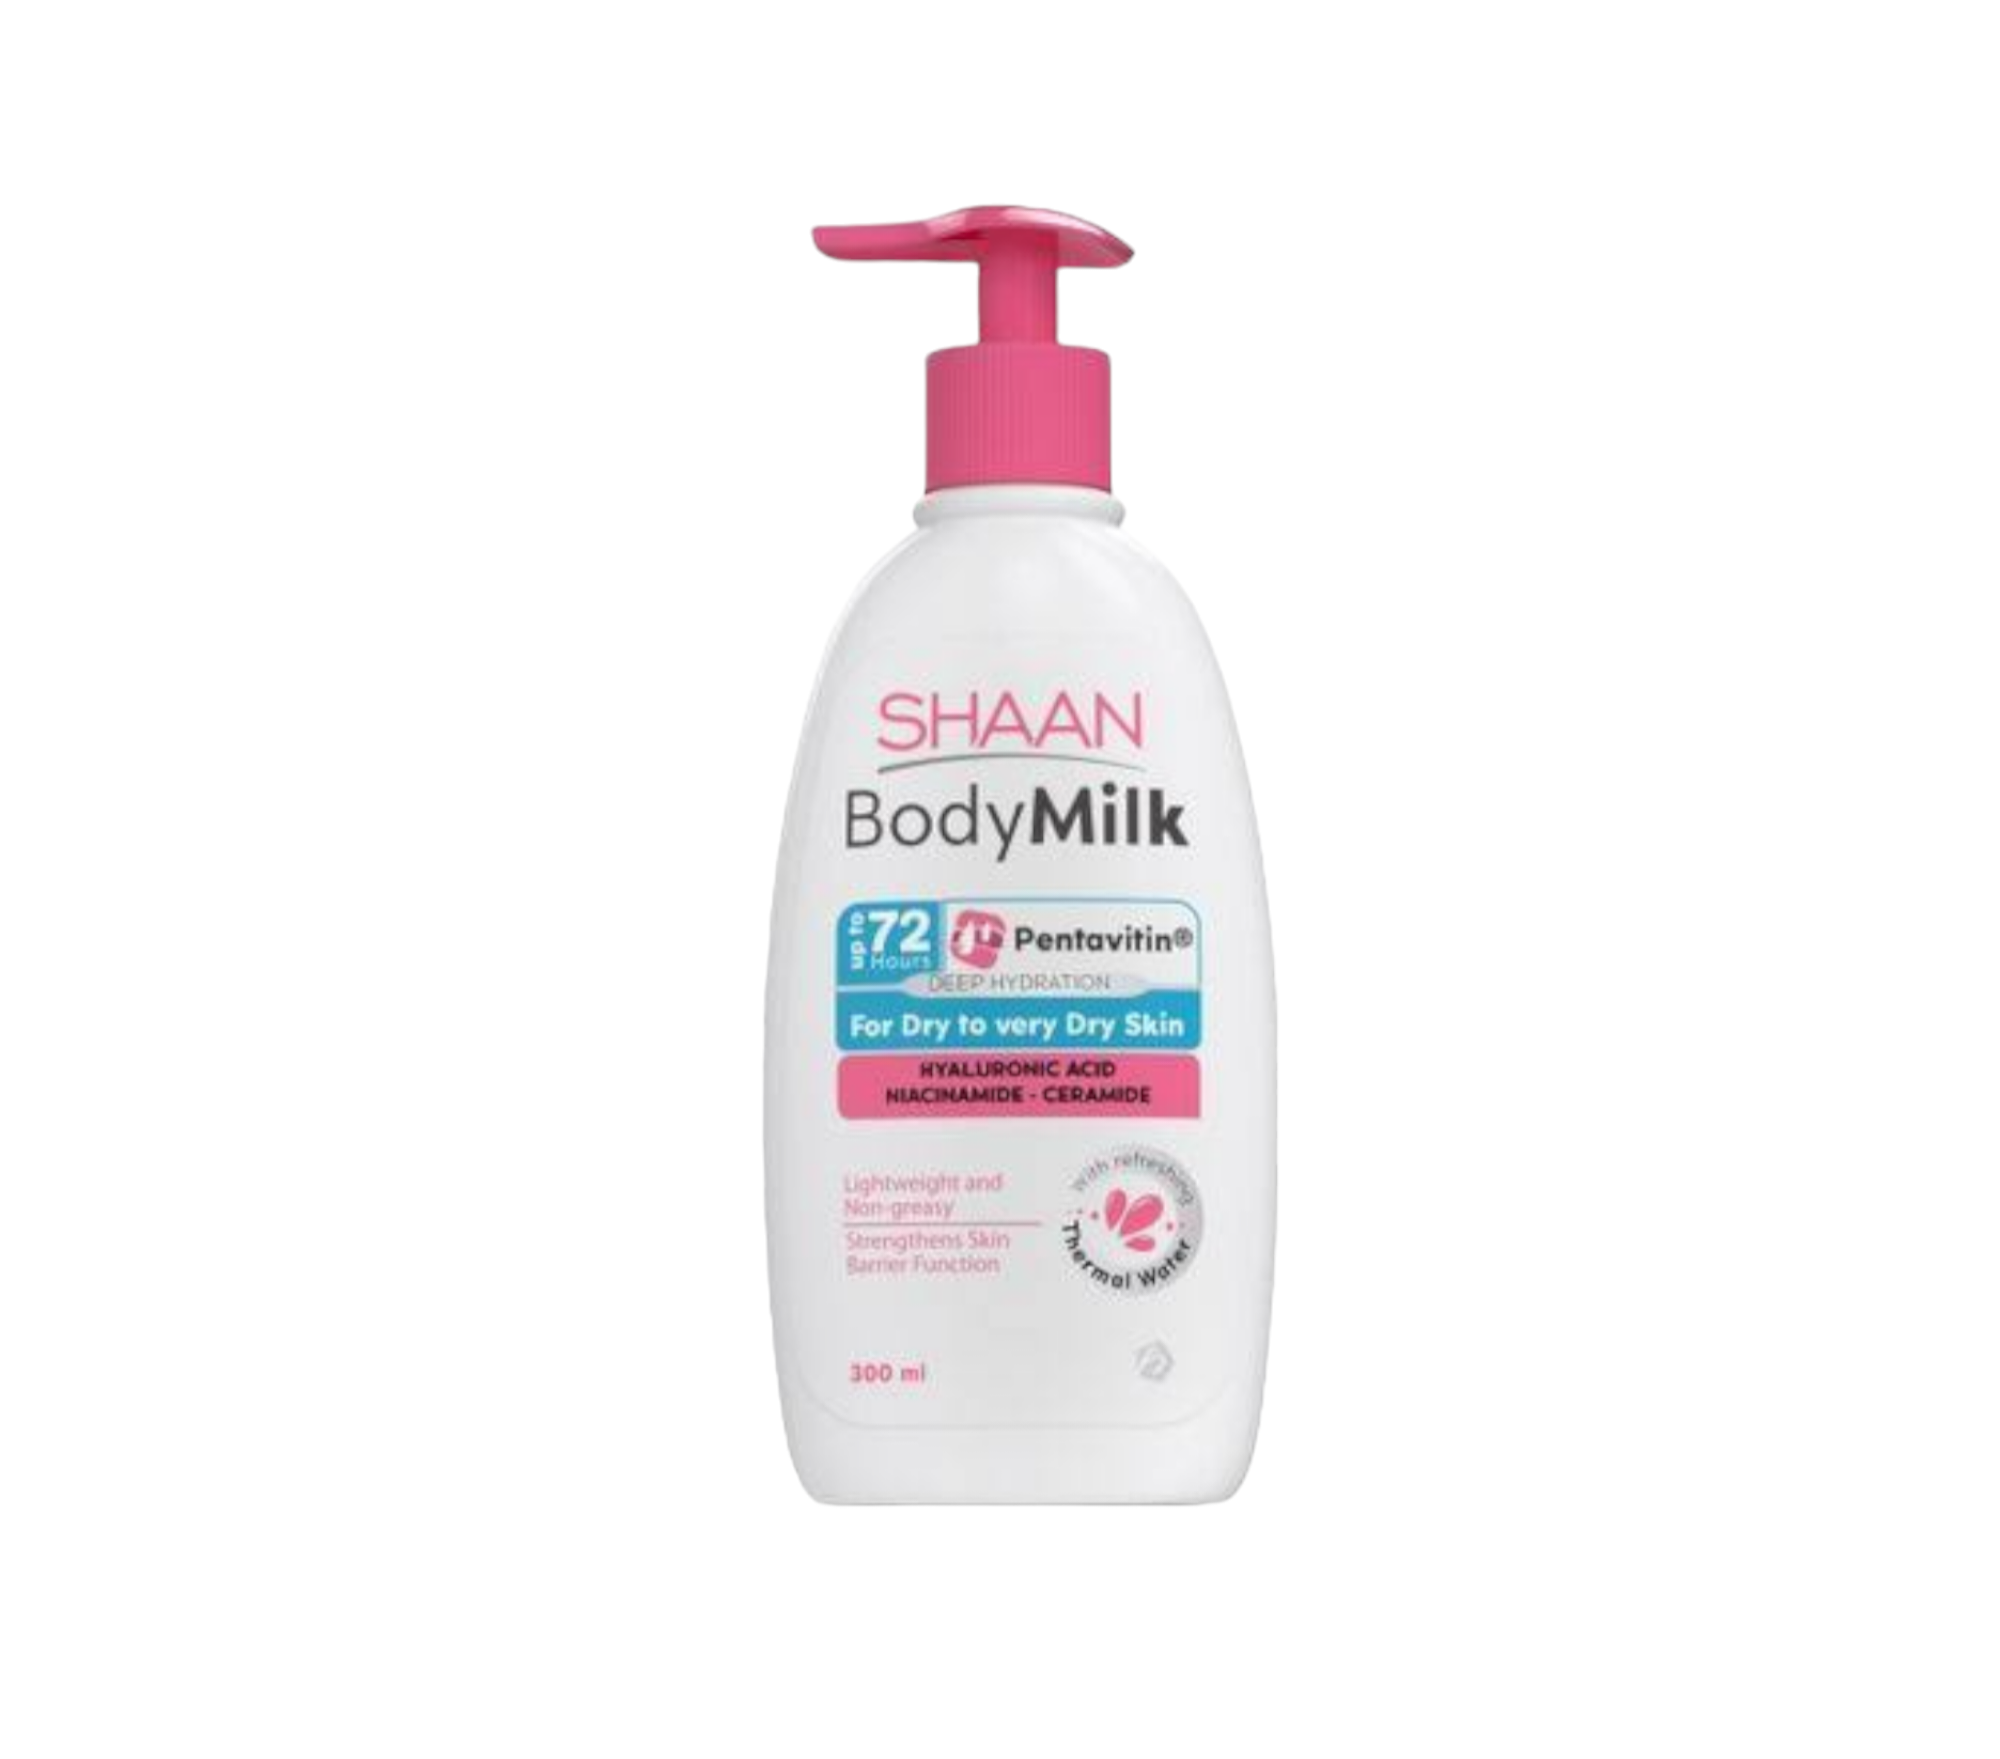 SHAAN
BodyMilk
up to 72 Hours
Pentavitin®
DEEP HYDRATION
For Dry to very Dry Skin
HYALURONIC ACID
NIACINAMIDE - CERAMIDE
Lightweight and
Non-greasy
Strengthens Skin
Barrier Function
With refreshing
Thermal Water
300 ml